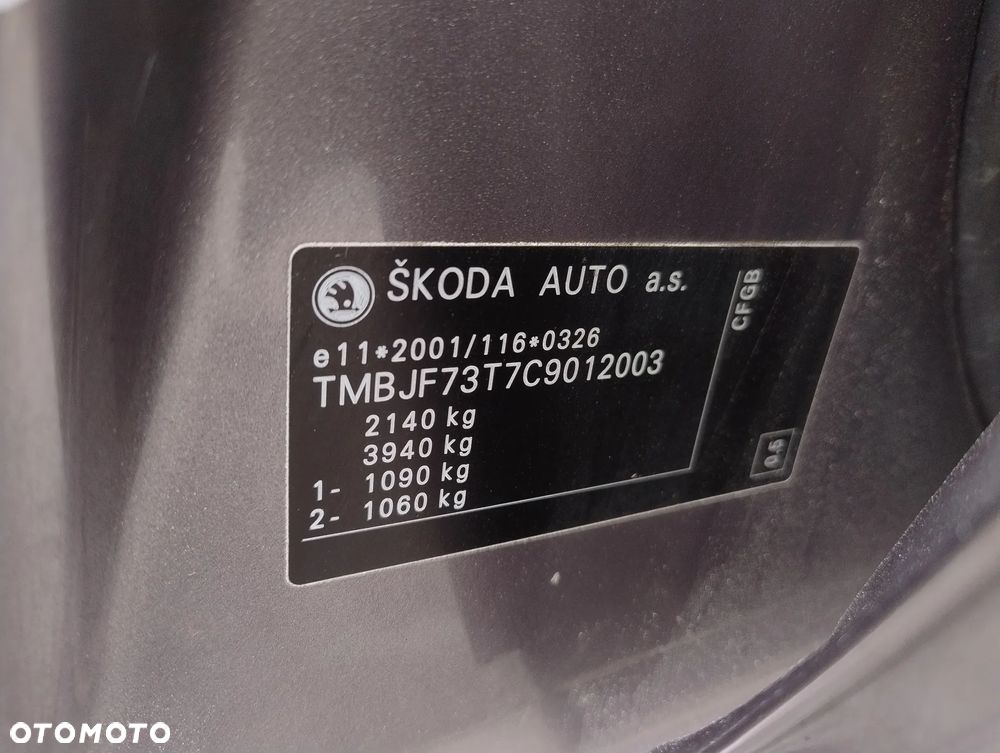 ŠKODA AUTO a.s.
e11*2001/116*0326
TMBJF73T7C9012003
2140 kg
3940 kg
1- 1090 kg
2- 1060 kg
CFGB
0.5
OTOMOTO